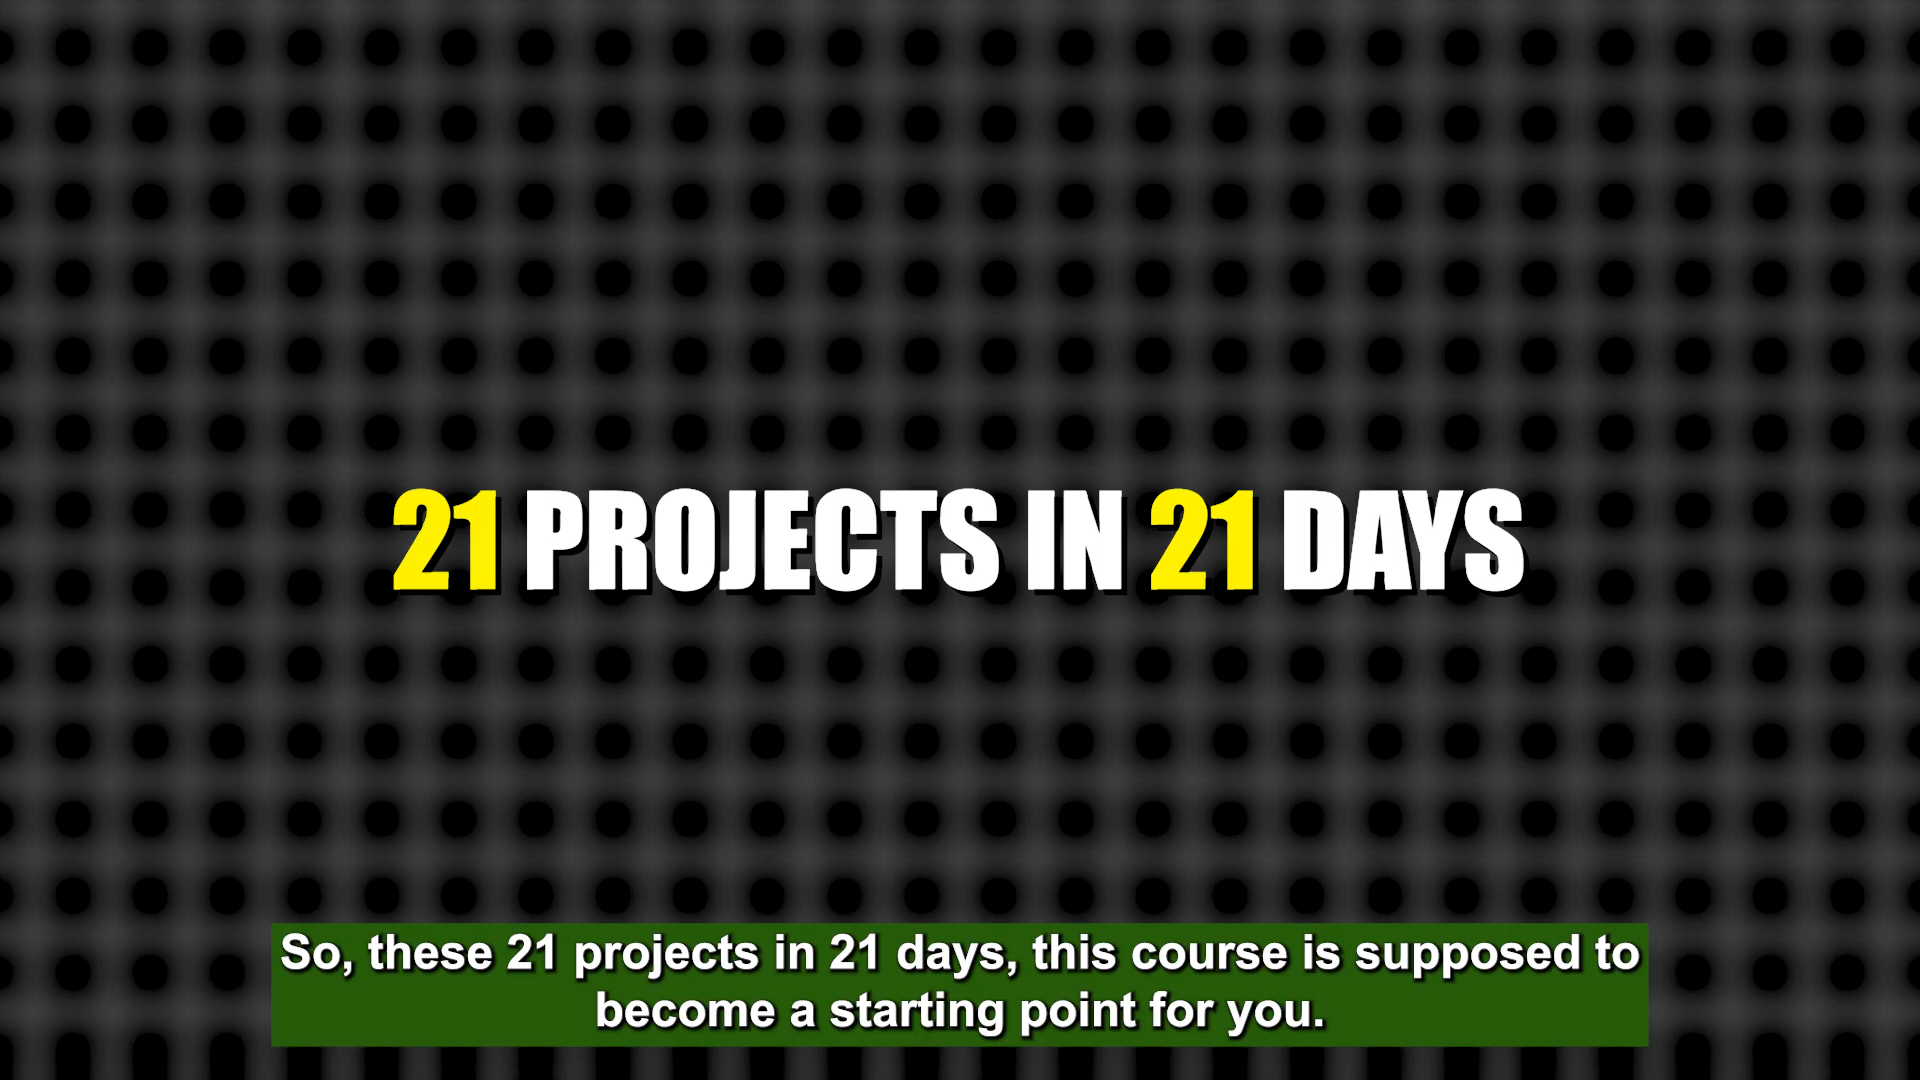 21 PROJECTS IN 21 DAYS
So, these 21 projects in 21 days, this course is supposed to
become a starting point for you.